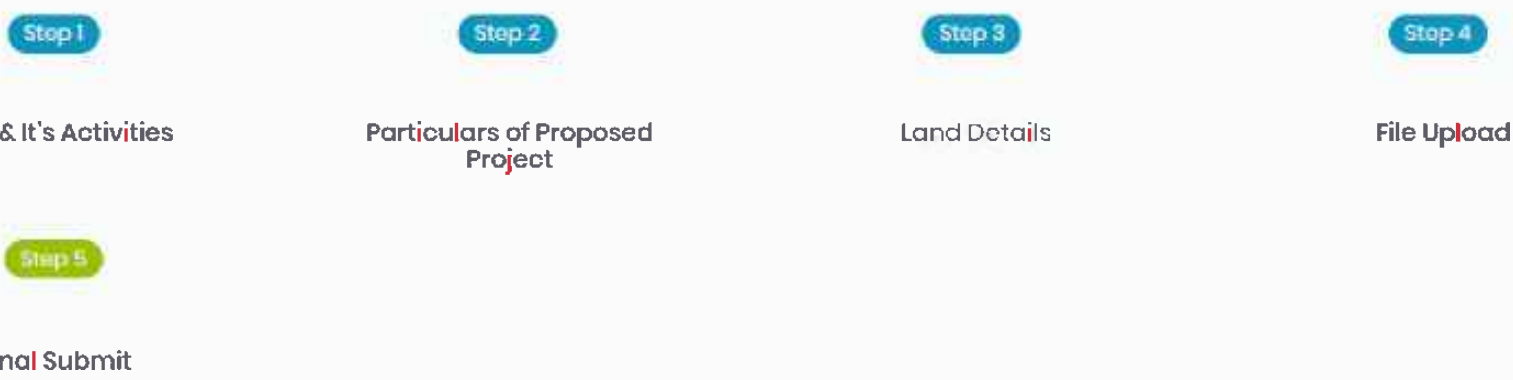 Step 1
Step 2
Step 3
Step 4
& It's Activities
Particulars of Proposed
Project
Land Details
File Upload
Step 5
nal Submit